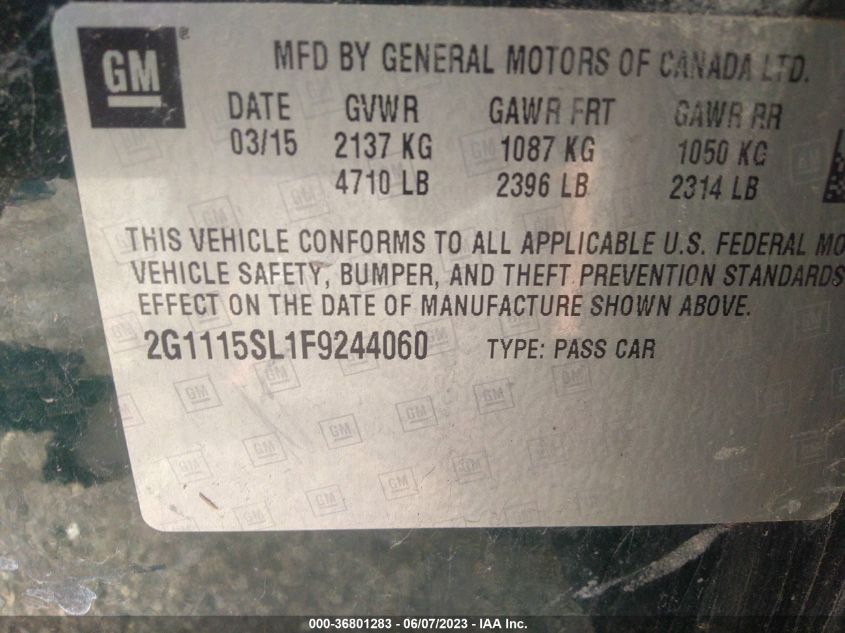 GM ®
MFD BY GENERAL MOTORS OF CANADA LTD.
DATE GVWR GAWR FRT GAWR RR
03/15 2137 KG 1087 KG 1050 KG
4710 LB 2396 LB 2314 LB
THIS VEHICLE CONFORMS TO ALL APPLICABLE U.S. FEDERAL MO
VEHICLE SAFETY, BUMPER, AND THEFT PREVENTION STANDARDS
EFFECT ON THE DATE OF MANUFACTURE SHOWN ABOVE.
2G1115SL1F9244060 TYPE: PASS CAR
000-36801283 - 06/07/2023 - IAA Inc.